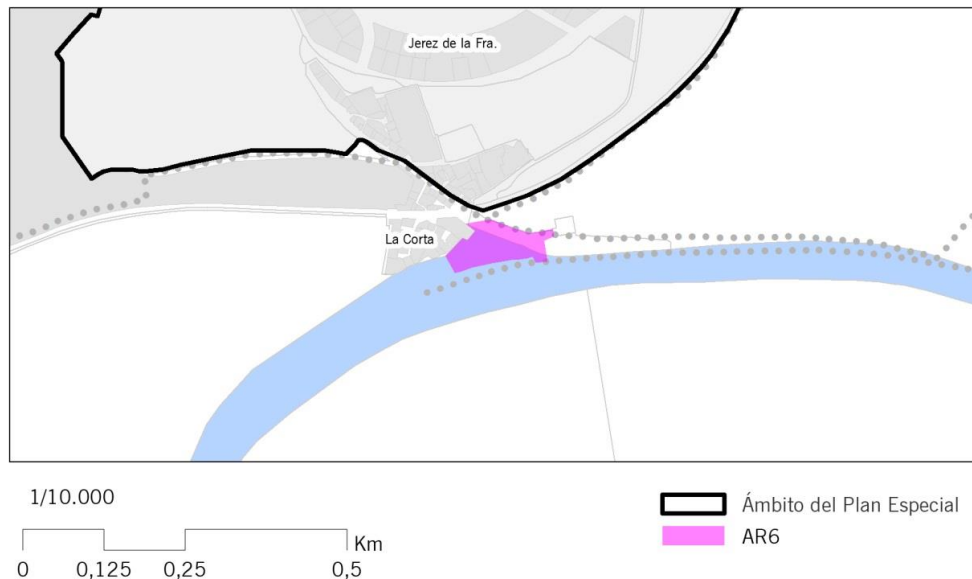 Jerez de la Fra.
La Corta
1/10.000
Km
0 0,125 0,25 0,5
Ámbito del Plan Especial
AR6